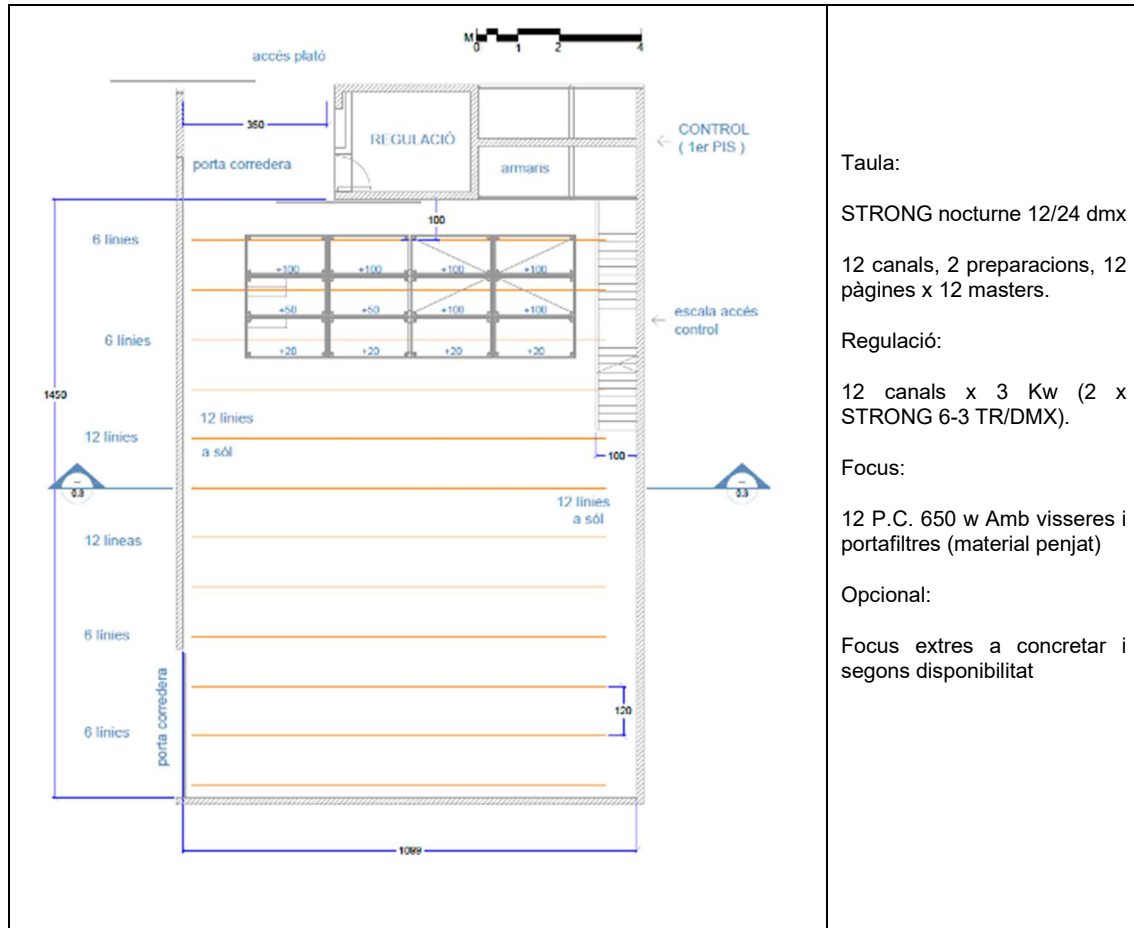 M
0 1 2 4
accés plató
350
REGULACIÓ
CONTROL
( 1er PIS )
porta corredera
armaris
100
6 línies
+100 +100 +100 +100
+50 +50 +100 +100
escala accés
control
6 línies
+20 +20 +20 +20
1450
12 línies
a sól
12 línies
100
0.3
0.3
12 línies
a sól
12 lineas
6 línies
120
6 línies
porta corredera
1099
Taula:
STRONG nocturne 12/24 dmx
12 canals, 2 preparacions, 12
pàgines x 12 masters.
Regulació:
12 canals x 3 Kw (2 x
STRONG 6-3 TR/DMX).
Focus:
12 P.C. 650 w Amb visseres i
portafiltres (material penjat)
Opcional:
Focus extres a concretar i
segons disponibilitat